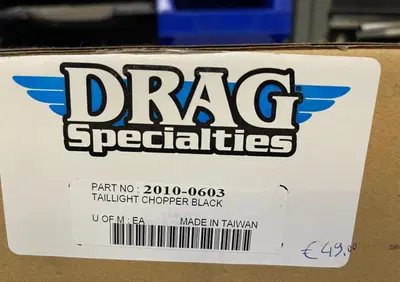 DRAG
Specialties
PART NO : 2010-0603
TAILLIGHT CHOPPER BLACK
U OF M : EA MADE IN TAIWAN
€49,00